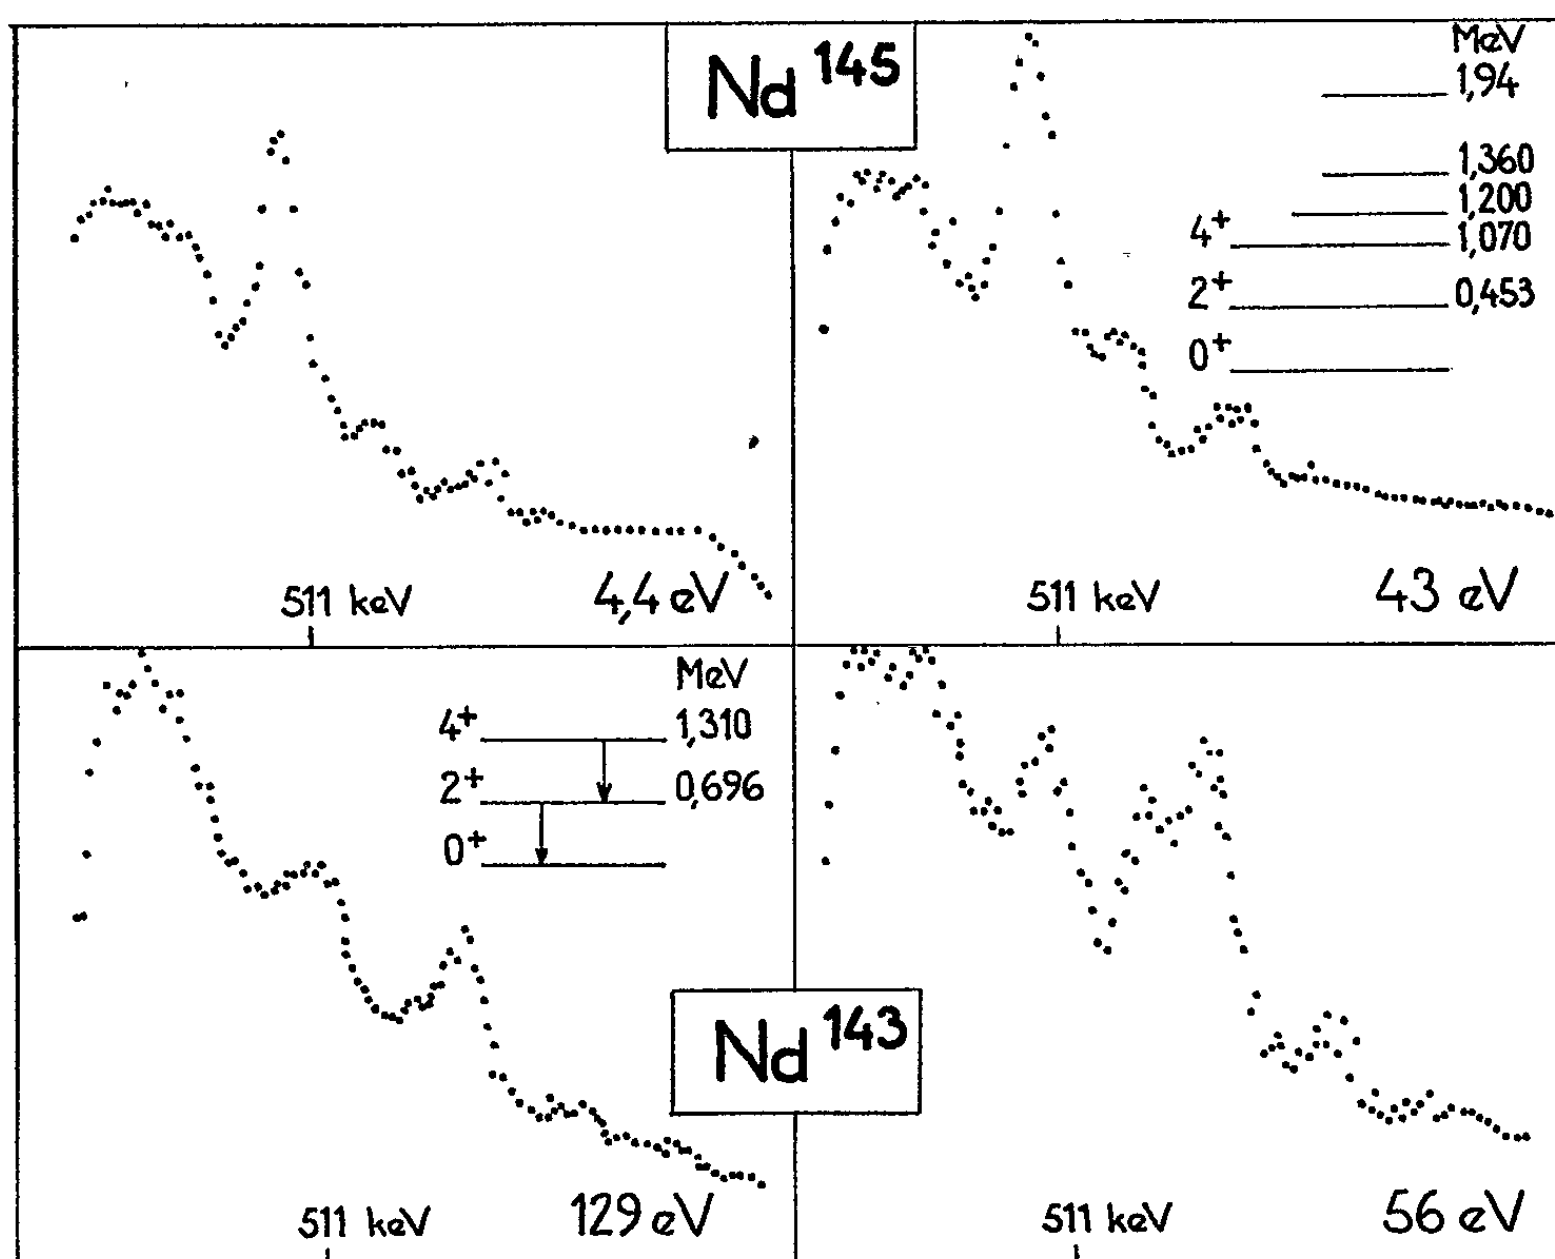 Nd 145
511 keV
4,4 eV
MeV
1,94
1,360
1,200
4+ 1,070
2+ 0,453
0+
511 keV
43 eV
MeV
4+ 1,310
2+ 0,696
0+
Nd 143
511 keV
129 eV
511 keV
56 eV